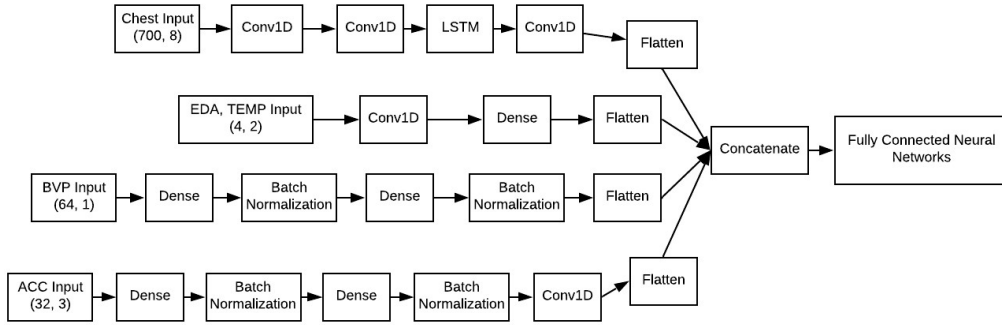 Chest Input
(700, 8)
Conv1D
Conv1D
LSTM
Conv1D
Flatten
EDA, TEMP Input
(4, 2)
Conv1D
Dense
Flatten
Concatenate
Fully Connected Neural
Networks
BVP Input
(64, 1)
Dense
Batch
Normalization
Dense
Batch
Normalization
Flatten
ACC Input
(32, 3)
Dense
Batch
Normalization
Dense
Batch
Normalization
Conv1D
Flatten